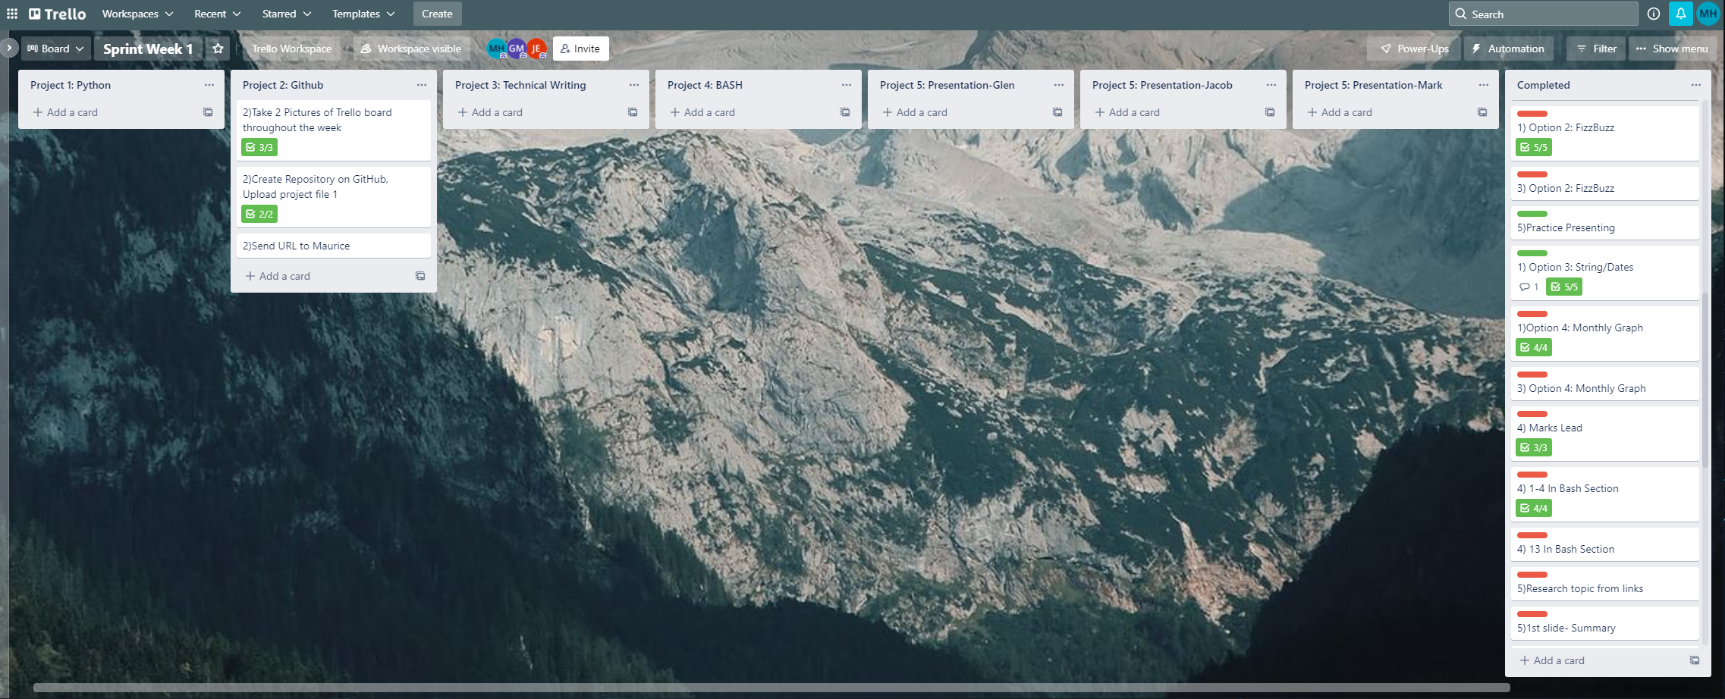 Trello
Workspaces
Recent
Starred
Templates
Create
Search
MH
Board
Sprint Week 1
Trello Workspace
Workspace visible
MH
GM
JE
Invite
Power-Ups
Automation
Filter
Show menu
Project 1: Python
Add a card
Project 2: Github
2)Take 2 Pictures of Trello board
throughout the week
3/3
2)Create Repository on GitHub,
Upload project file 1
2/2
2)Send URL to Maurice
Add a card
Project 3: Technical Writing
Add a card
Project 4: BASH
Add a card
Project 5: Presentation-Glen
Add a card
Project 5: Presentation-Jacob
Add a card
Project 5: Presentation-Mark
Add a card
Completed
1) Option 2: FizzBuzz
5/5
3) Option 2: FizzBuzz
5)Practice Presenting
1) Option 3: String/Dates
1 5/5
1)Option 4: Monthly Graph
4/4
3) Option 4: Monthly Graph
4) Marks Lead
3/3
4) 1-4 In Bash Section
4/4
4) 13 In Bash Section
5)Research topic from links
5)1st slide- Summary
Add a card